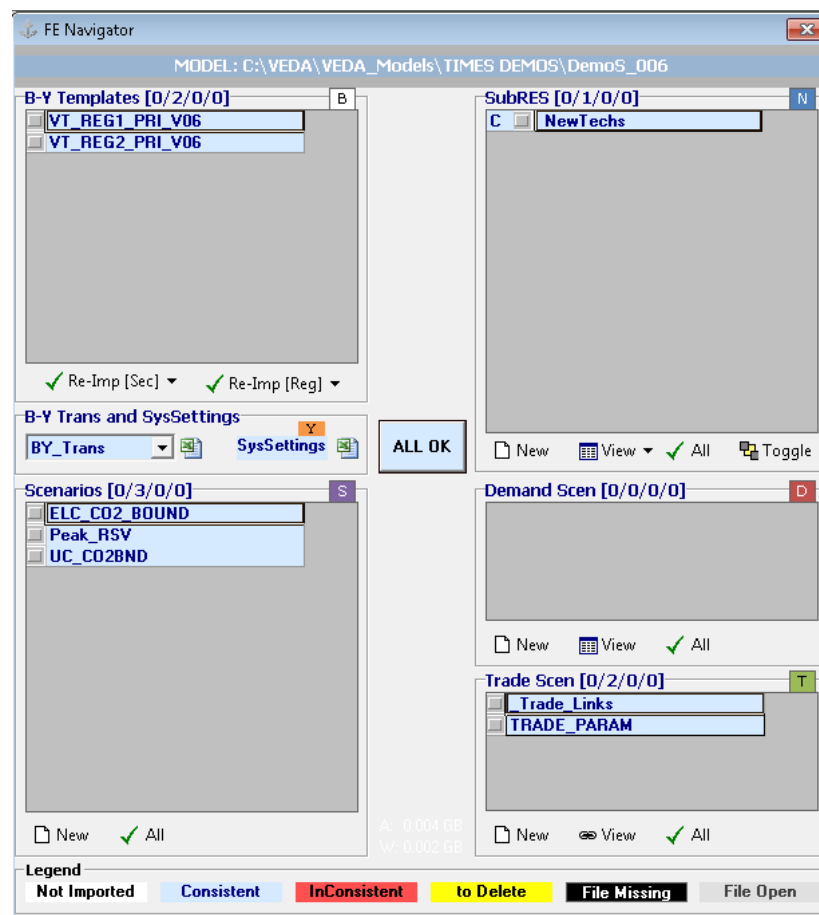 FE Navigator
MODEL: C:\VEDA\VEDA_Models\TIMES DEMOS\DemoS_006
B-Y Templates [0/2/0/0] B
VT_REG1_PRI_V06
VT_REG2_PRI_V06
Re-Imp [Sec] Re-Imp [Reg]
SubRES [0/1/0/0] N
C NewTechs
New View All Toggle
B-Y Trans and SysSettings
Y
BY_Trans SysSettings
ALL OK
Scenarios [0/3/0/0] S
ELC_CO2_BOUND
Peak_RSV
UC_CO2BND
New All
Demand Scen [0/0/0/0] D
New View All
Trade Scen [0/2/0/0] T
_Trade_Links
TRADE_PARAM
New View All
A: 0.004 GB
W: 0.002 GB
Legend
Not Imported Consistent InConsistent to Delete File Missing File Open